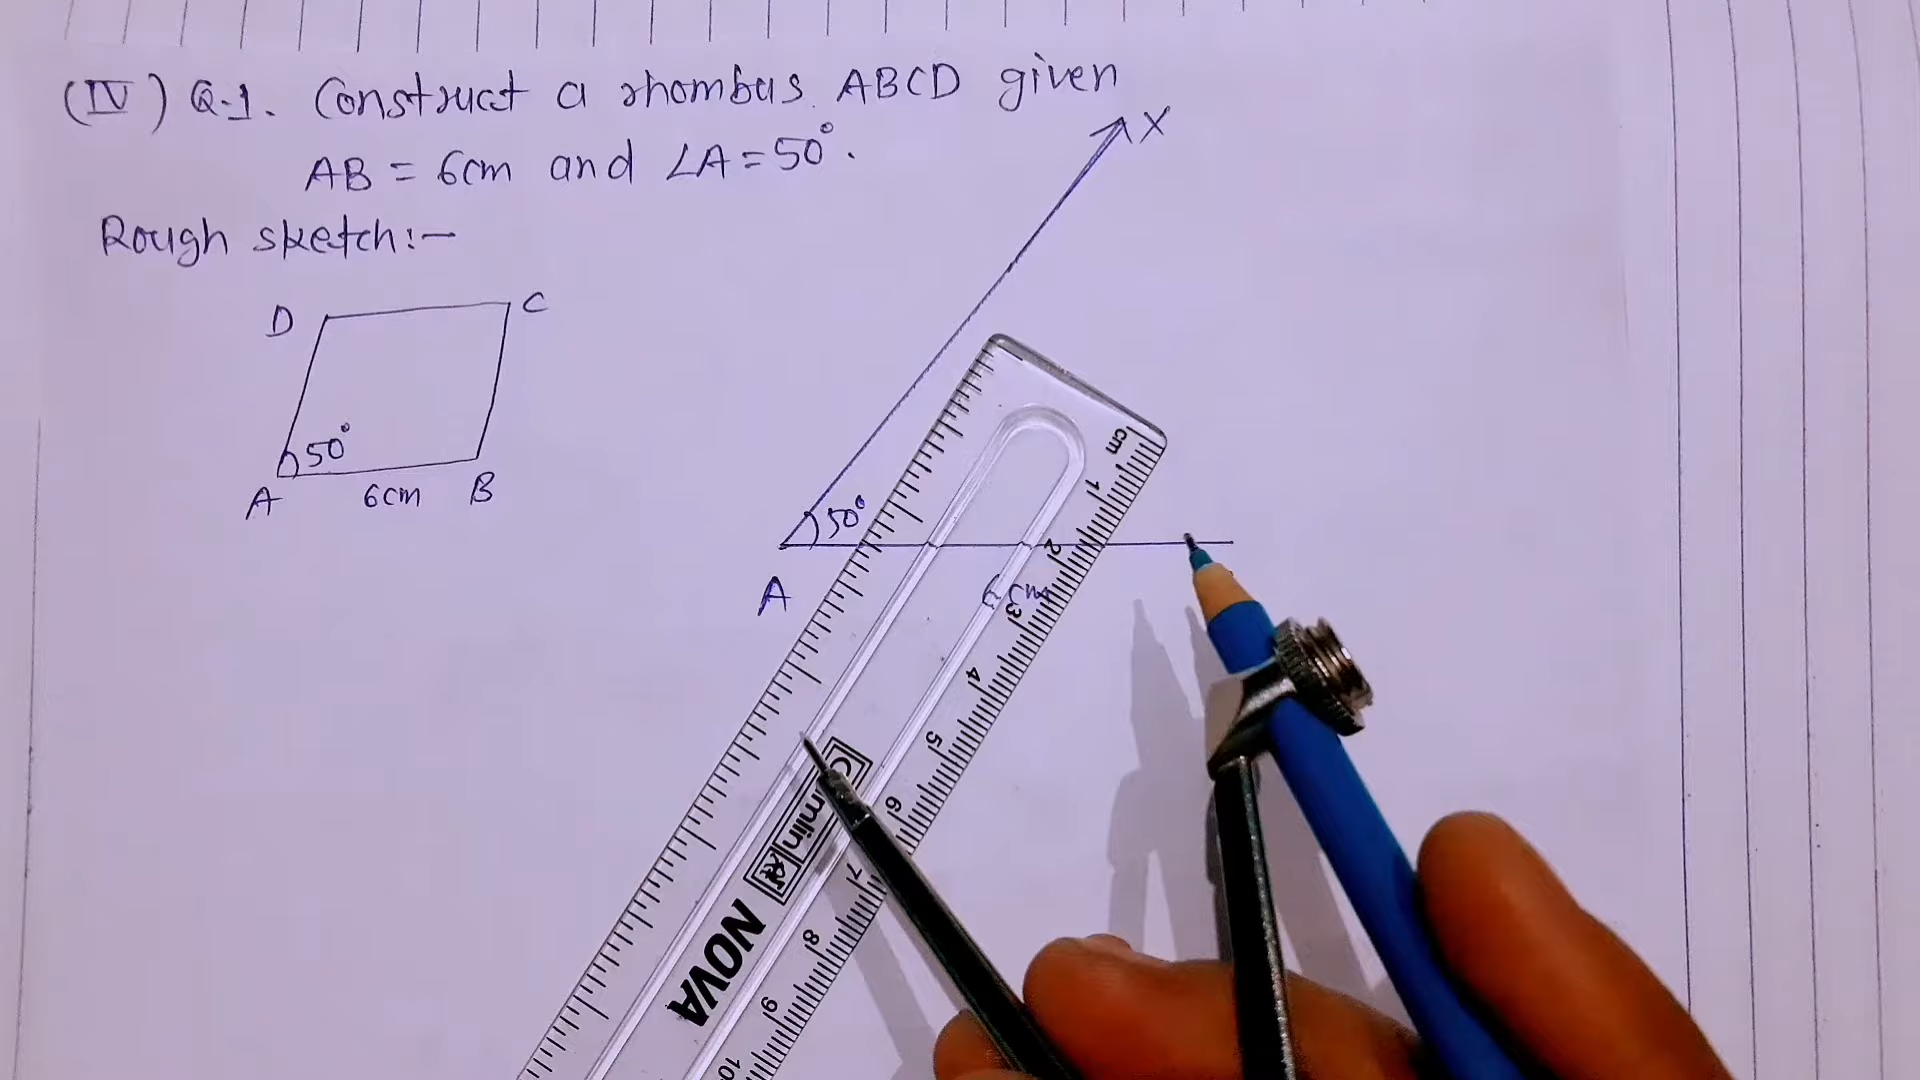 (IV) Q-1. Construct a rhombus ABCD given
AB = 6cm and ∠A = 50°.
Rough sketch:-
X
D C
50°
A 6cm B
50°
A
6cm
cm
1
2
3
4
5
6
7
8
9
10
NOVA